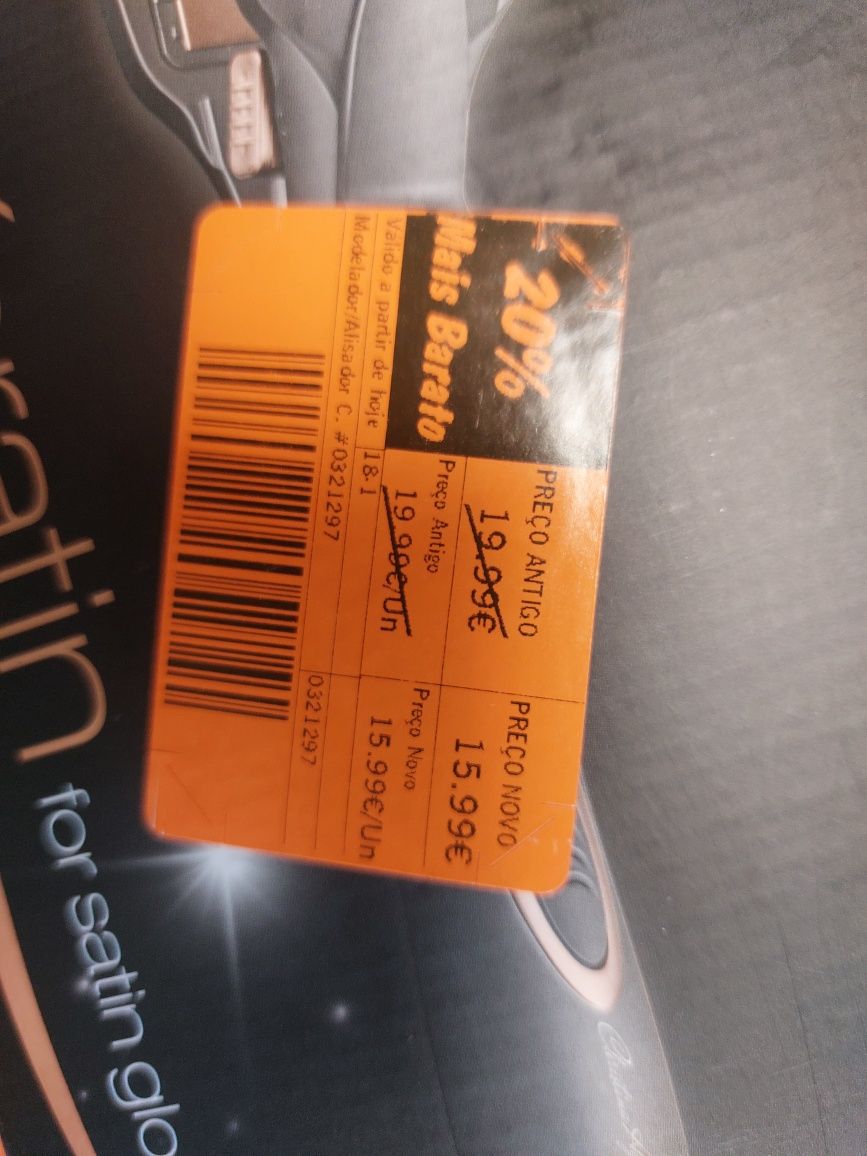 20%
Mais Barato
PREÇO ANTIGO
19.99€
PREÇO NOVO
15.99€
Preço Antigo
19.99€/Un
Preço Novo
15.99€/Un
Valido a partir de hoje 18-1
Modelador/Alisador C. #0321297
0321297
for satin glo